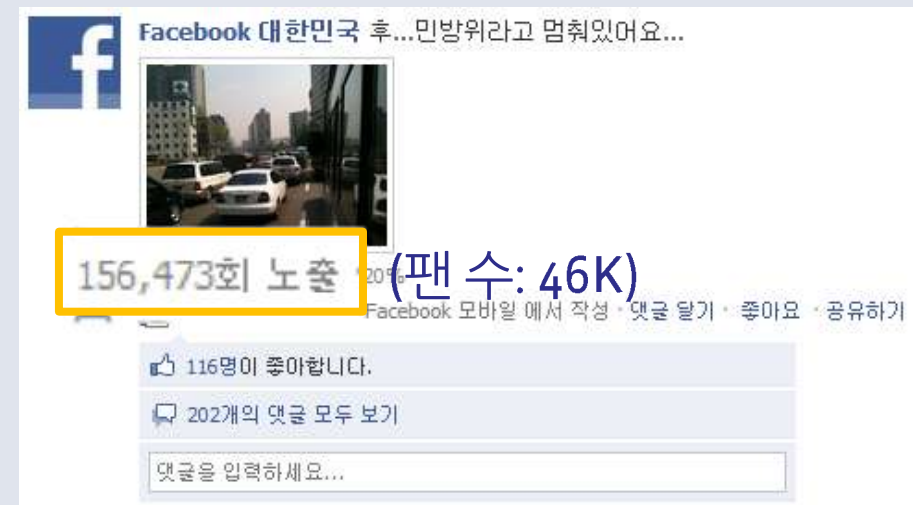 Facebook 대한민국 후...민방위라고 멈춰있어요...
156,473회 노출 (팬 수: 46K)
Facebook 모바일 에서 작성 · 댓글 달기 · 좋아요 · 공유하기
116명이 좋아합니다.
202개의 댓글 모두 보기
댓글을 입력하세요...